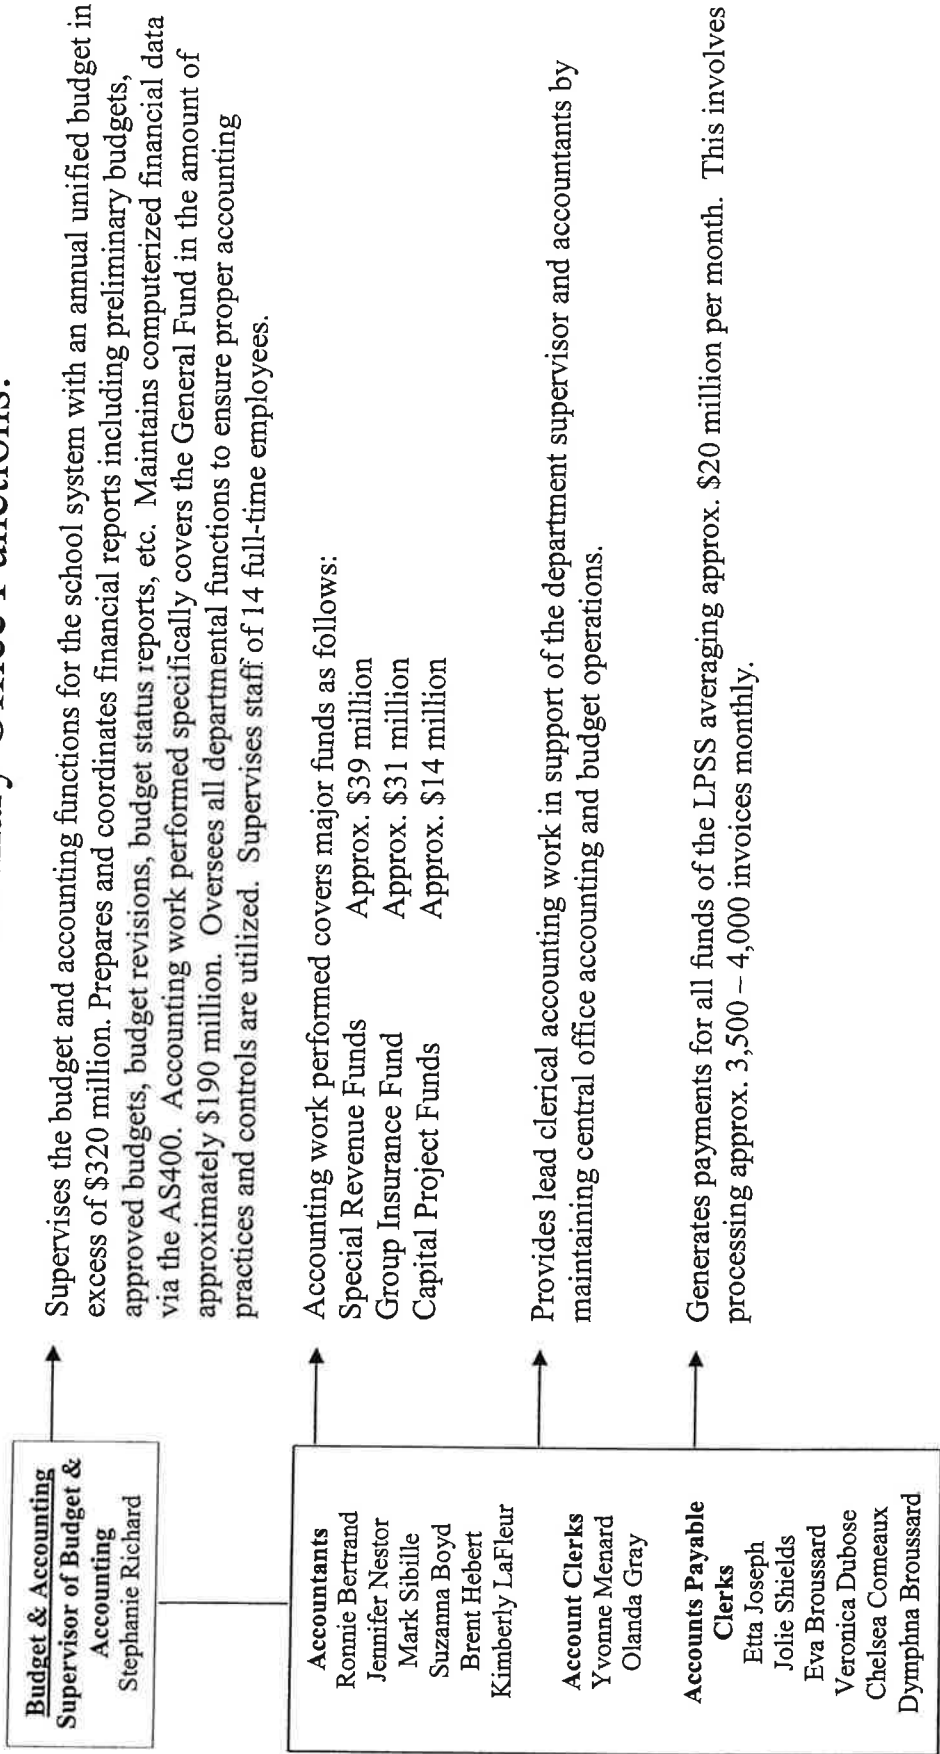 Functions:
Budget & Accounting
Supervisor of Budget &
Accounting
Stephanie Richard
Supervises the budget and accounting functions for the school system with an annual unified budget in
excess of $320 million. Prepares and coordinates financial reports including preliminary budgets,
approved budgets, budget revisions, budget status reports, etc. Maintains computerized financial data
via the AS400. Accounting work performed specifically covers the General Fund in the amount of
approximately $190 million. Oversees all departmental functions to ensure proper accounting
practices and controls are utilized. Supervises staff of 14 full-time employees.
Accountants
Ronnie Bertrand
Jennifer Nestor
Mark Sibille
Suzanna Boyd
Brent Hebert
Kimberly LaFleur
Accounting work performed covers major funds as follows:
Special Revenue Funds Approx. $39 million
Group Insurance Fund Approx. $31 million
Capital Project Funds Approx. $14 million
Account Clerks
Yvonne Menard
Olanda Gray
Provides lead clerical accounting work in support of the department supervisor and accountants by
maintaining central office accounting and budget operations.
Accounts Payable
Clerks
Etta Joseph
Jolie Shields
Eva Broussard
Veronica Dubose
Chelsea Comeaux
Dymphna Broussard
Generates payments for all funds of the LPSS averaging approx. $20 million per month. This involves
processing approx. 3,500 – 4,000 invoices monthly.